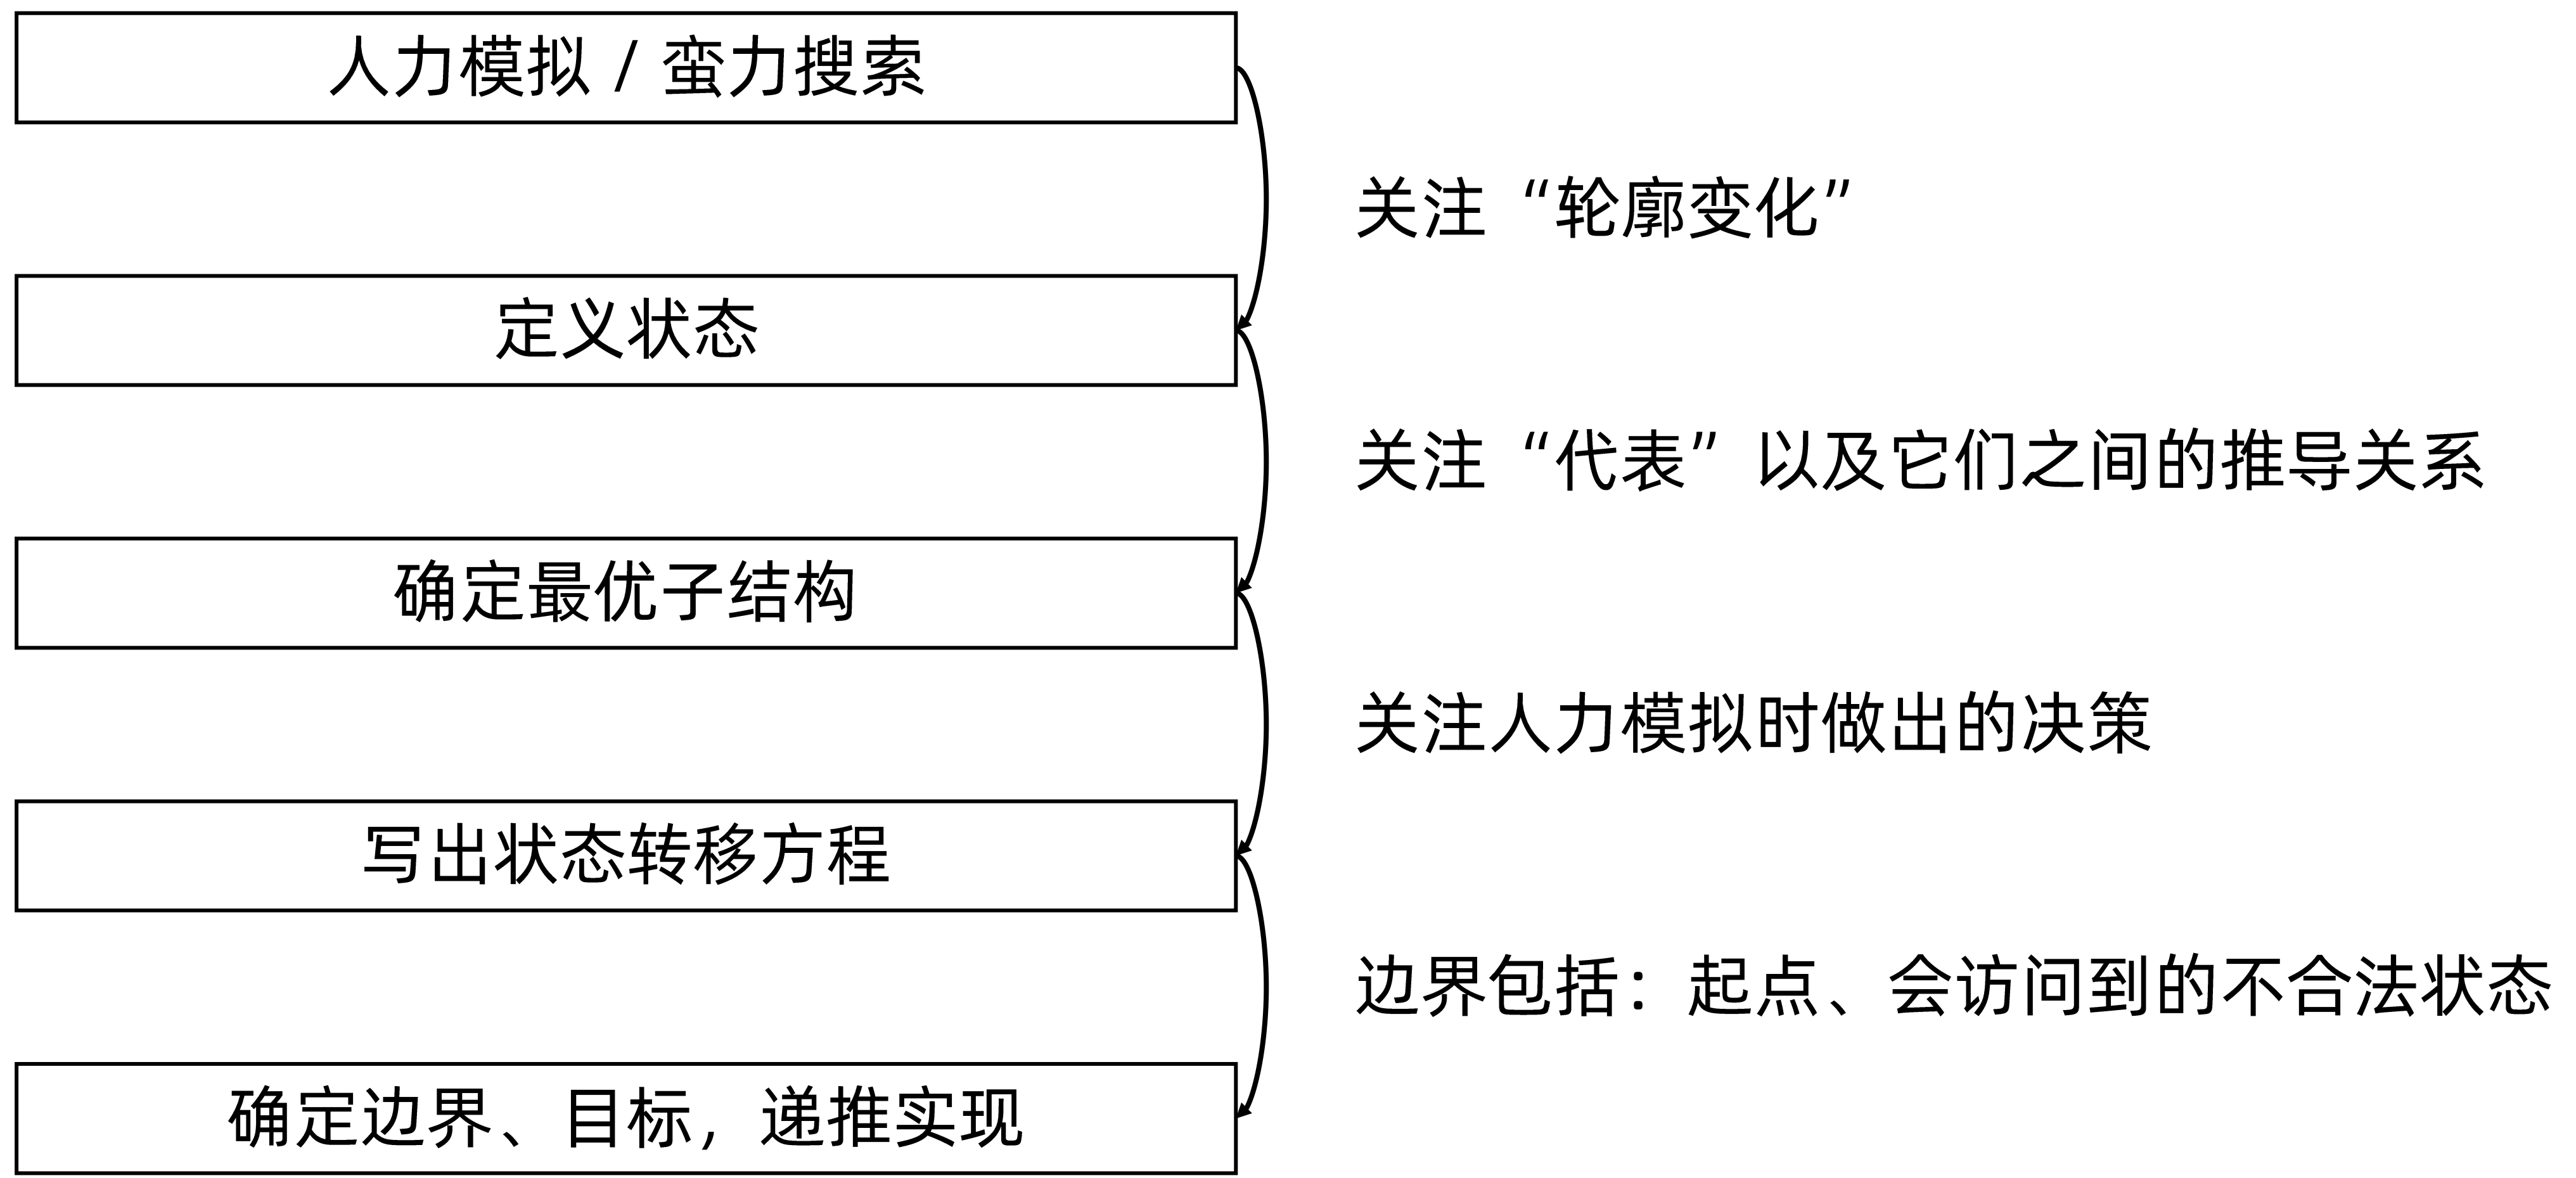 人力模拟 / 蛮力搜索
关注 “轮廓变化”
定义状态
关注 “代表” 以及它们之间的推导关系
确定最优子结构
关注人力模拟时做出的决策
写出状态转移方程
边界包括：起点、会访问到的不合法状态
确定边界、目标，递推实现